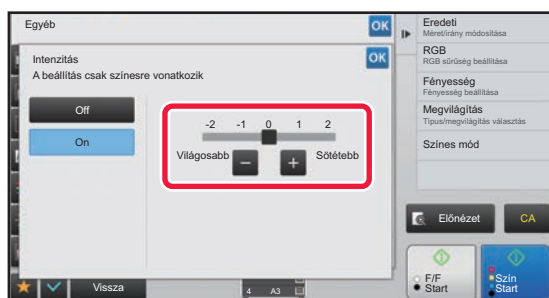 Egyéb
OK
Intenzitás
OK
A beállítás csak színesre vonatkozik
Off
On
-2 -1 0 1 2
Világosabb − + Sötétebb
Vissza
4 A3
Eredeti
Méret/irány módosítása
RGB
RGB sűrűség beállítása
Fényesség
Fényesség beállítása
Megvilágítás
Típus/megvilágítás választás
Színes mód
Előnézet
CA
F/F
Start
Szín
Start